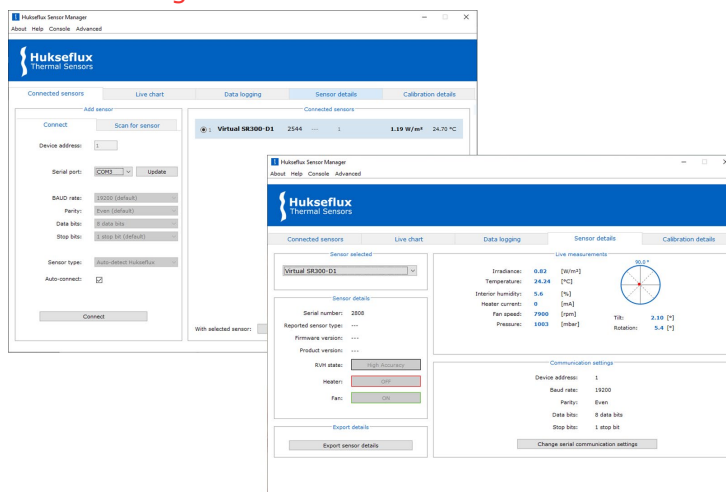 Hukseflux Sensor Manager
About Help Console Advanced
Hukseflux
Thermal Sensors
Connected sensors Live chart Data logging Sensor details Calibration details
Add sensor
Connect Scan for sensor
Device address: 1
Serial port: COM3 Update
BAUD rate: 19200 (default)
Parity: Even (default)
Data bits: 8 data bits
Stop bits: 1 stop bit (default)
Sensor type: Auto-detect Hukseflux
Auto-connect:
Connect
Connected sensors
1 Virtual SR300-D1 2544 --- 1 1.19 W/m² 24.70 °C
With selected sensor:
Hukseflux Sensor Manager
About Help Console Advanced
Hukseflux
Thermal Sensors
Connected sensors Live chart Data logging Sensor details Calibration details
Sensor selected
Virtual SR300-D1
Sensor details
Serial number: 2808
Reported sensor type: ---
Firmware version: ---
Product version: ---
RVH state: High Accuracy
Heater: OFF
Fan: ON
Export details
Export sensor details
Live measurements
Irradiance: 0.82 [W/m²]
Temperature: 24.24 [°C]
Interior humidity: 5.6 [%]
Heater current: 0 [mA]
Fan speed: 7900 [rpm]
Pressure: 1003 [mbar]
90.0 °
Tilt: 2.10 [°]
Rotation: 5.4 [°]
Communication settings
Device address: 1
Baud rate: 19200
Parity: Even
Data bits: 8 data bits
Stop bits: 1 stop bit
Change serial communication settings